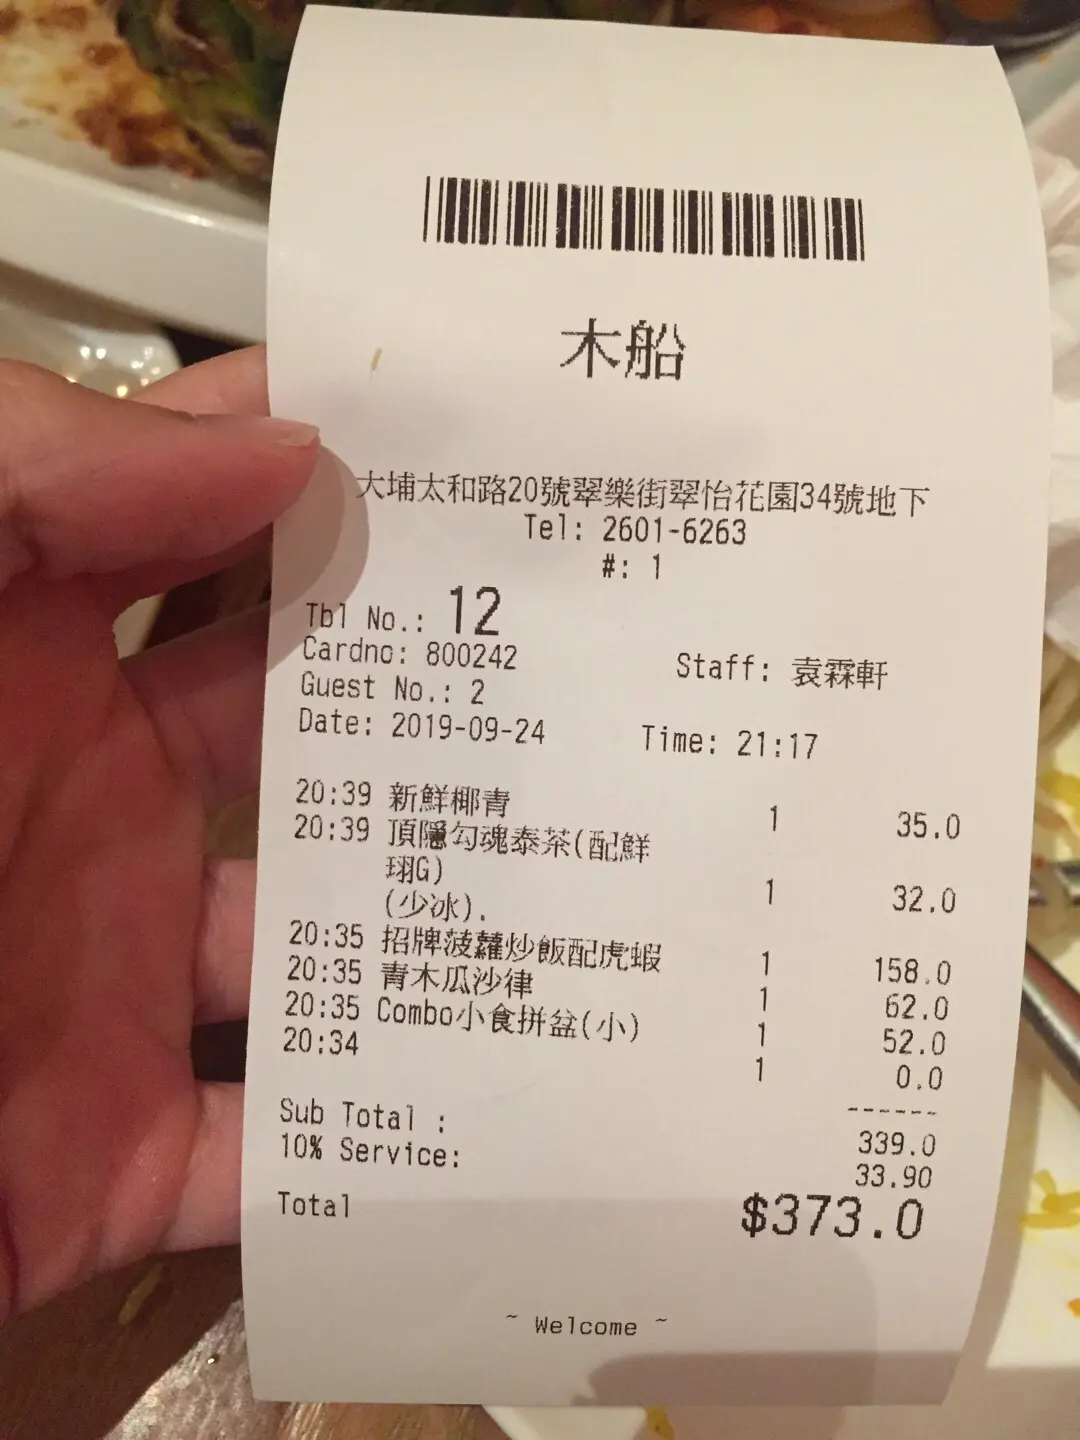 木船
大埔太和路20號翠樂街翠怡花園34號地下
Tel: 2601-6263
#: 1
Tbl No.: 12
Cardno: 800242 Staff: 袁霖軒
Guest No.: 2
Date: 2019-09-24 Time: 21:17
20:39 新鮮椰青 1 35.0
20:39 頂隱勾魂泰茶(配鮮
珝G) 1 32.0
(少冰).
20:35 招牌菠蘿炒飯配虎蝦 1 158.0
20:35 青木瓜沙律 1 62.0
20:35 Combo小食拼盆(小) 1 52.0
20:34 1 0.0
------
Sub Total : 339.0
10% Service: 33.90
Total $373.0
~ Welcome ~